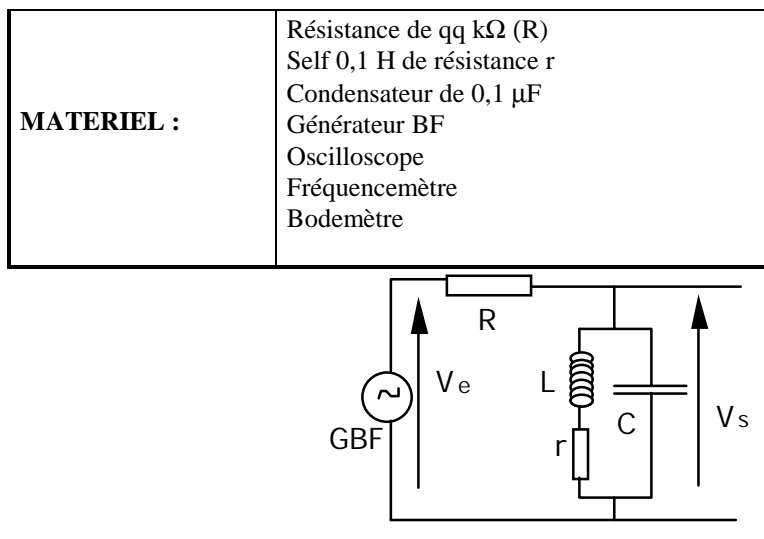 MATERIEL :
Résistance de qq kΩ (R)
Self 0,1 H de résistance r
Condensateur de 0,1 µF
Générateur BF
Oscilloscope
Fréquencemètre
Bodemètre
R
Ve
L
C
Vs
GBF
r